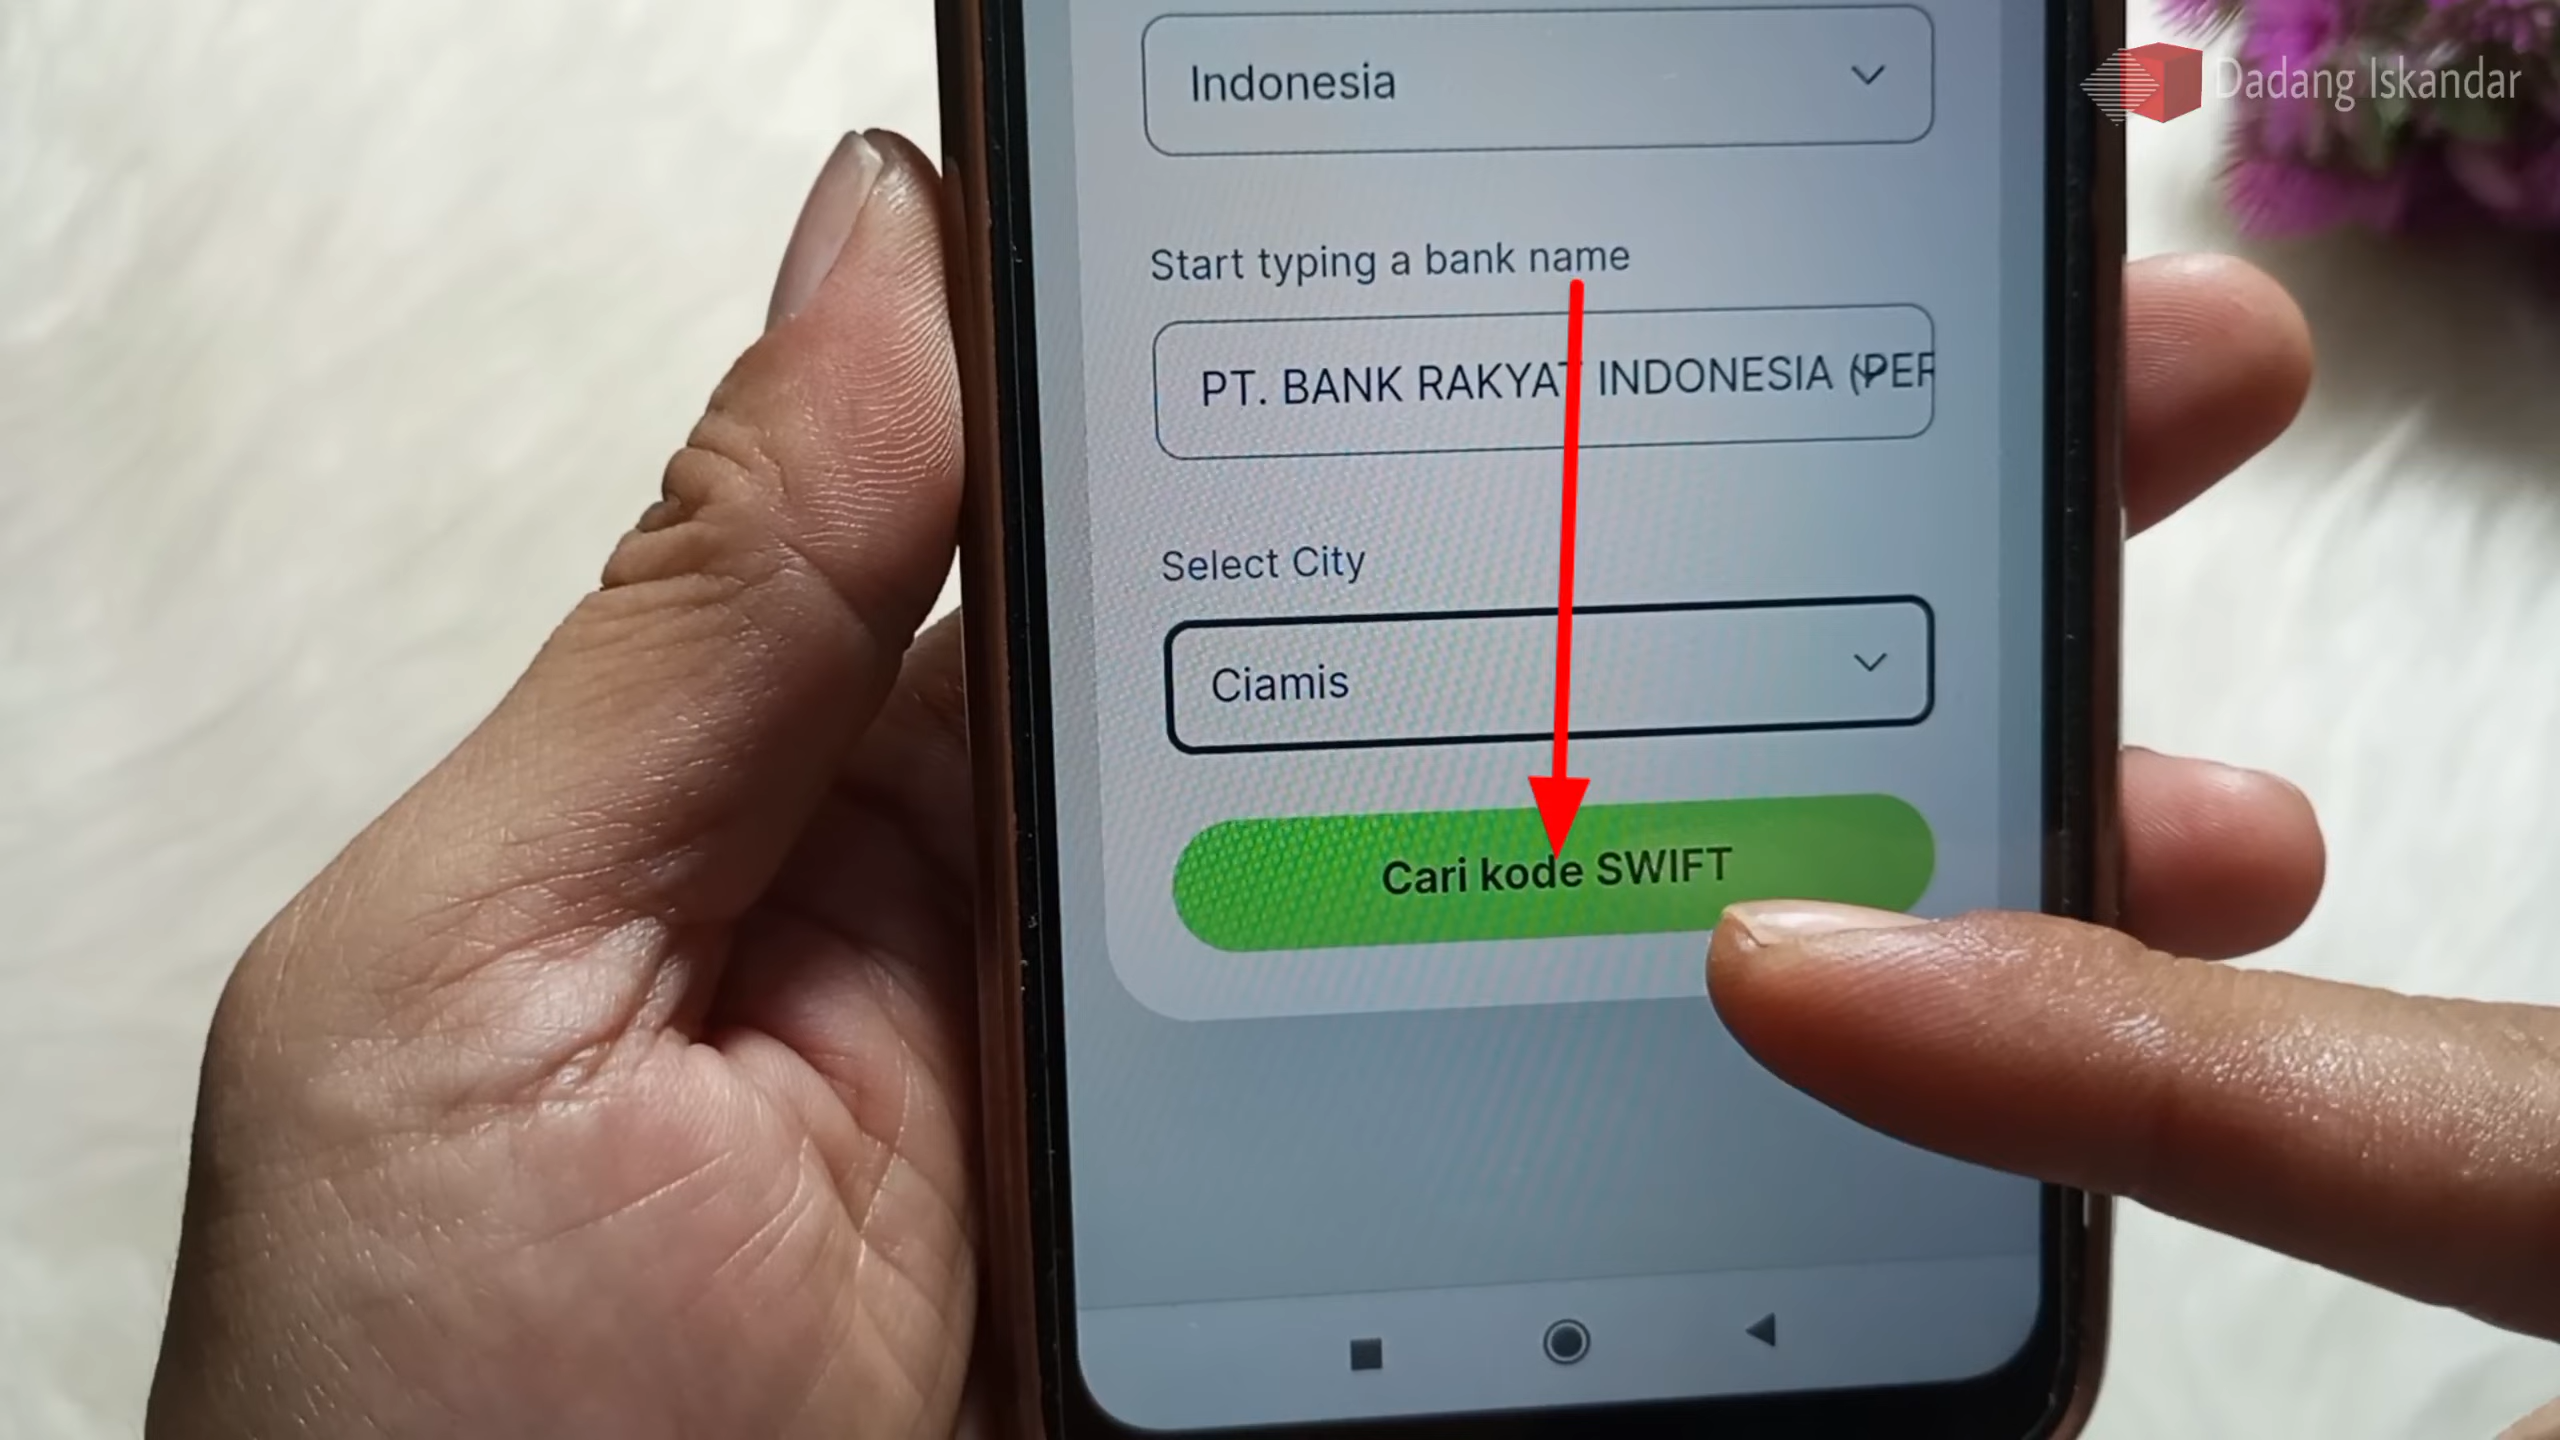 Indonesia
Dadang Iskandar
Start typing a bank name
PT. BANK RAKYAT INDONESIA (PER
Select City
Ciamis
Cari kode SWIFT